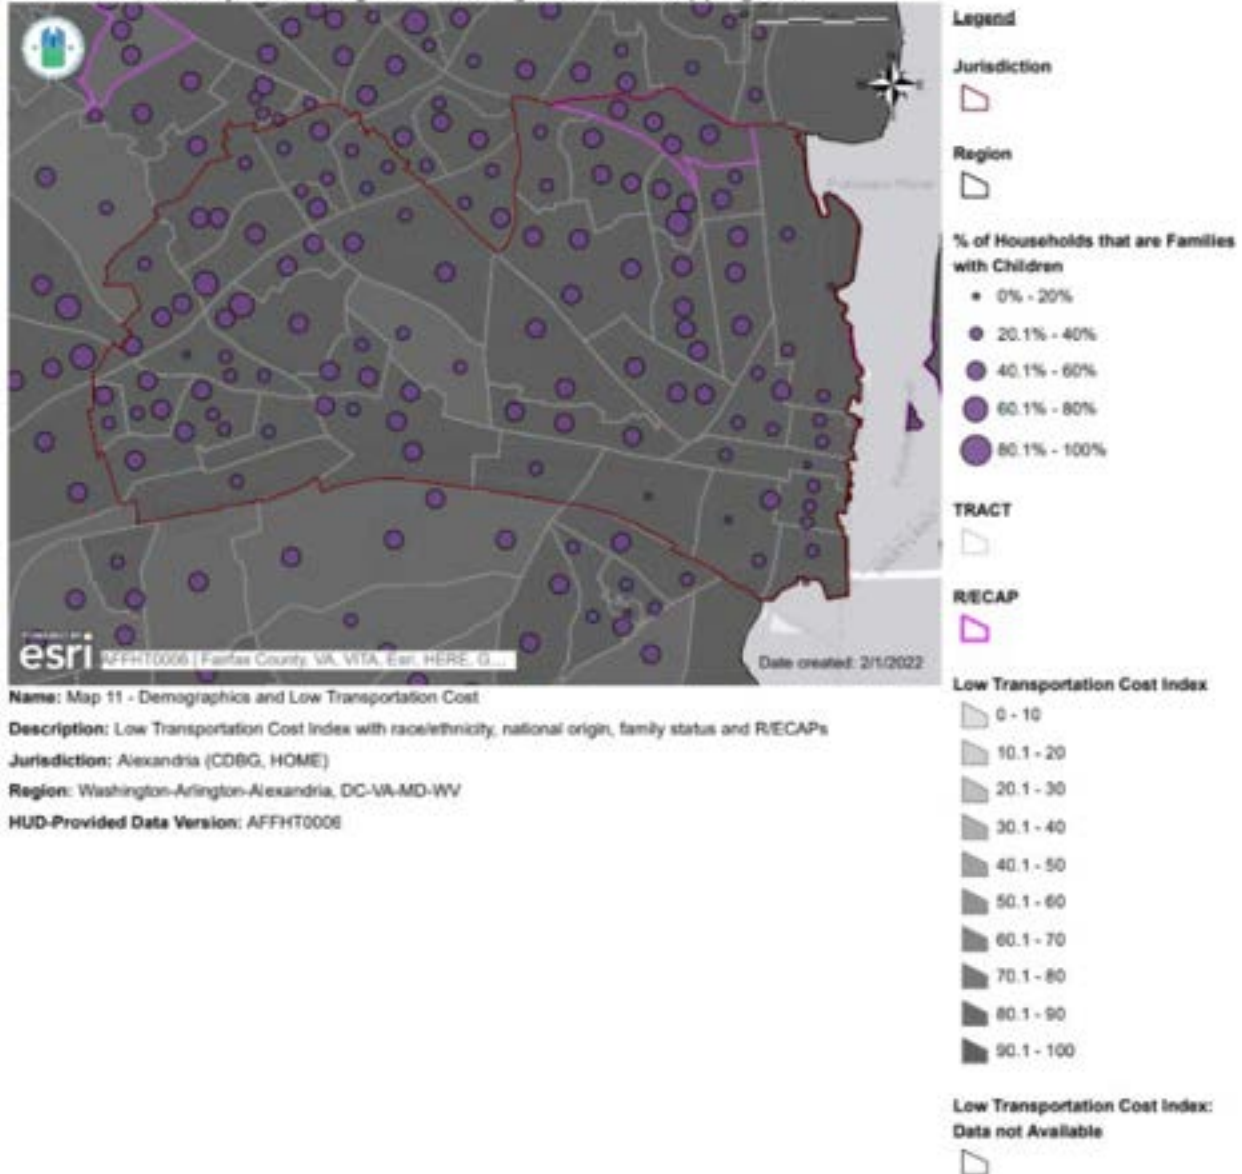 Legend
Jurisdiction
Region
% of Households that are Families
with Children
0% - 20%
20.1% - 40%
40.1% - 60%
60.1% - 80%
80.1% - 100%
TRACT
R/ECAP
Low Transportation Cost Index
0 - 10
10.1 - 20
20.1 - 30
30.1 - 40
40.1 - 50
50.1 - 60
60.1 - 70
70.1 - 80
80.1 - 90
90.1 - 100
Low Transportation Cost Index:
Data not Available
POWERED BY
esri
AFFHT0006 | Fairfax County, VA, VITA, Esri, HERE, G...
Date created: 2/1/2022
Name: Map 11 - Demographics and Low Transportation Cost
Description: Low Transportation Cost Index with race/ethnicity, national origin, family status and R/ECAPs
Jurisdiction: Alexandria (CDBG, HOME)
Region: Washington-Arlington-Alexandria, DC-VA-MD-WV
HUD-Provided Data Version: AFFHT0006